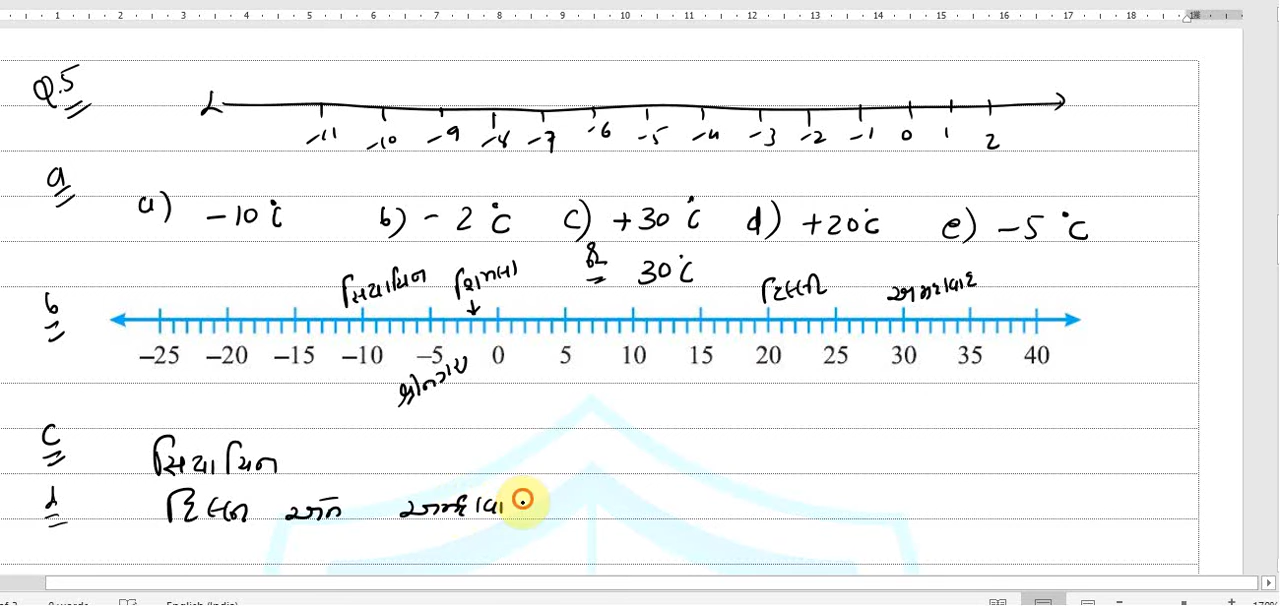 Q.5
-11 -10 -9 -8 -7 -6 -5 -4 -3 -2 -1 0 1 2
a
a) -10°C b) -2°C c) +30°C d) +20°C e) -5°C
or 30°C
b
સિયાચિન શિમલા દિલ્લી અમદાવાદ
-25 -20 -15 -10 -5 0 5 10 15 20 25 30 35 40
શ્રીનગર
c
સિયાચિન
d
દિલ્લી અને